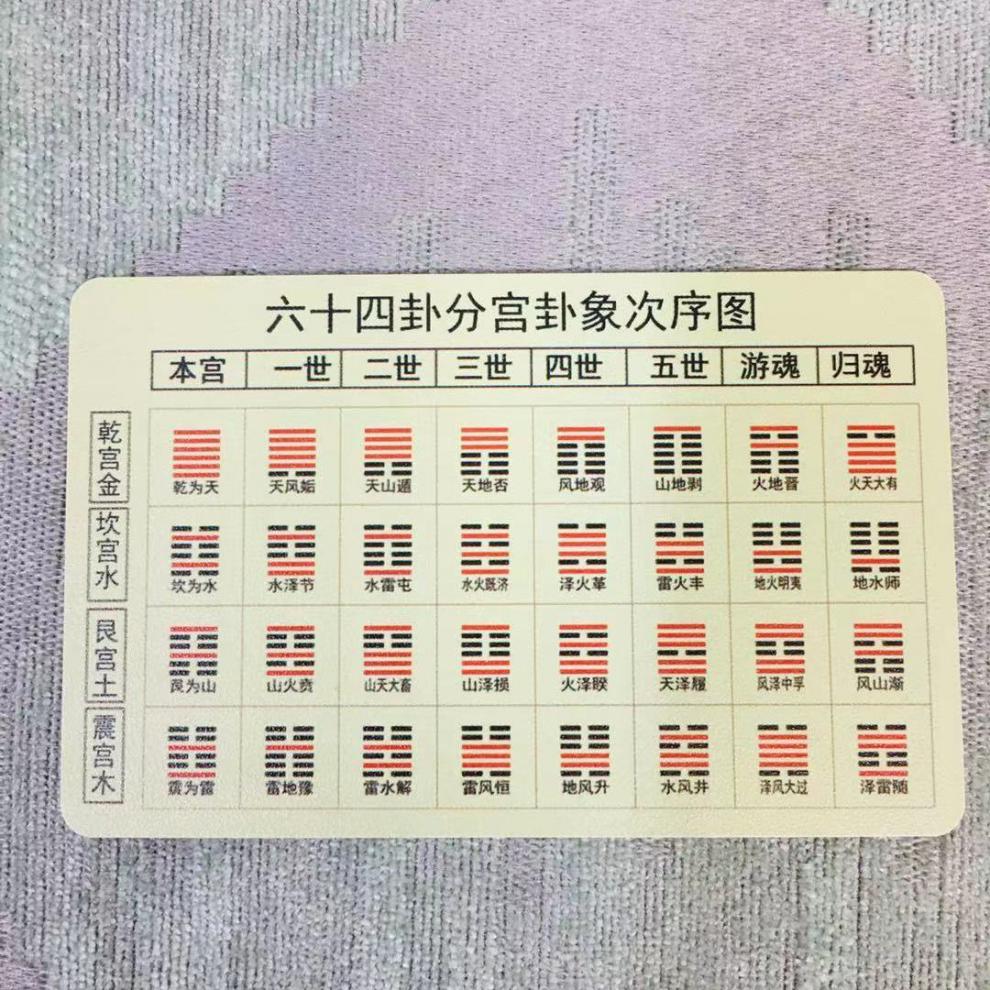 六十四卦分宫卦象次序图
本宫 一世 二世 三世 四世 五世 游魂 归魂
乾宫金
乾为天 天风姤 天山遁 天地否 风地观 山地剥 火地晋 火天大有
坎宫水
坎为水 水泽节 水雷屯 水火既济 泽火革 雷火丰 地火明夷 地水师
艮宫土
艮为山 山火贲 山天大畜 山泽损 火泽睽 天泽履 风泽中孚 风山渐
震宫木
震为雷 雷地豫 雷水解 雷风恒 地风升 水风井 泽风大过 泽雷随